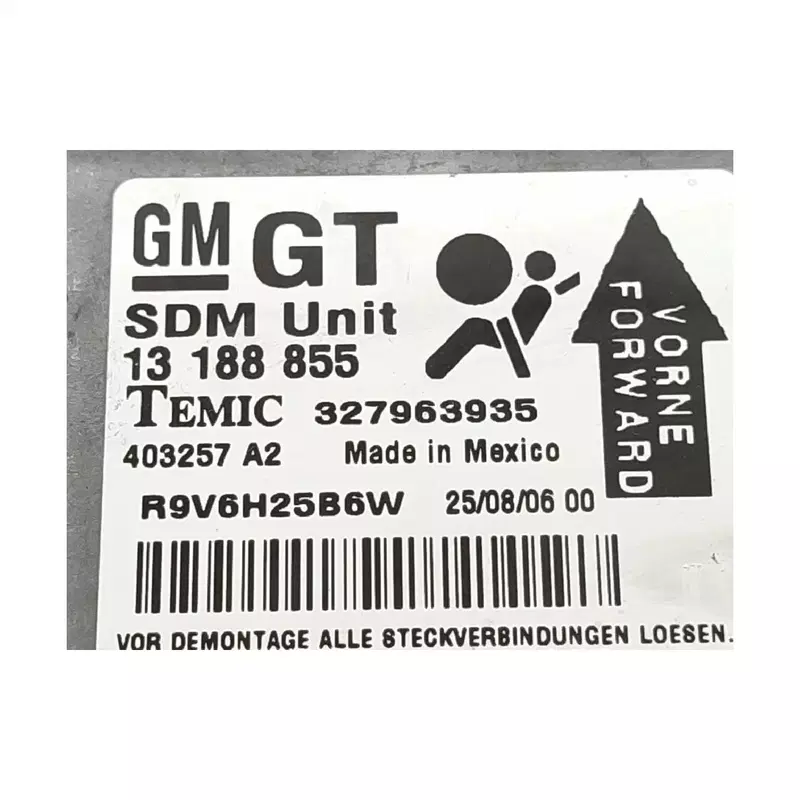 GM GT
SDM Unit
13 188 855
TEMIC 327963935
403257 A2 Made in Mexico
R9V6H25B6W 25/08/06 00
VORNE
FORWARD
VOR DEMONTAGE ALLE STECKVERBINDUNGEN LOESEN.